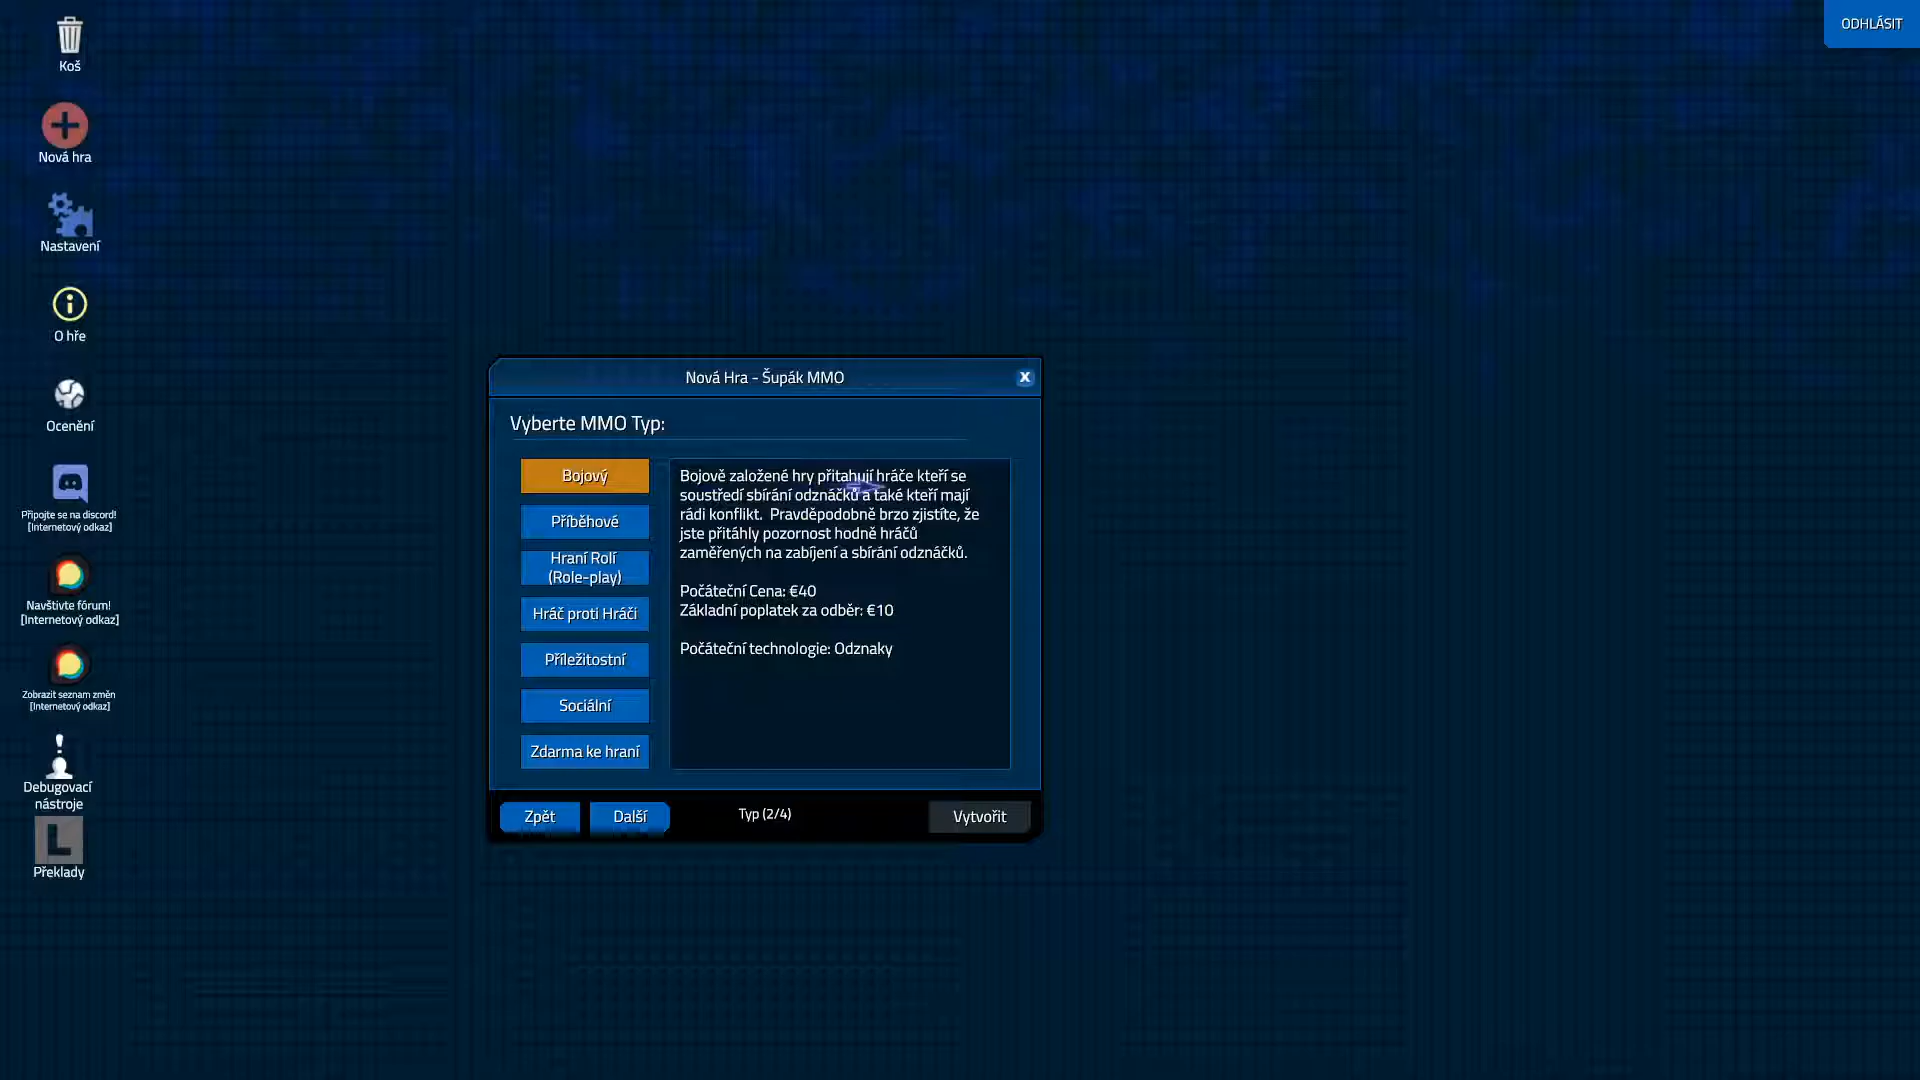 ODHLÁSIT
Koš
Nová hra
Nastavení
O hře
Ocenění
Připojte se na discord!
[Internetový odkaz]
Navštivte fórum!
[Internetový odkaz]
Zobrazit seznam změn
[Internetový odkaz]
Debugovací
nástroje
L
Překlady
Nová Hra - Šupák MMO
X
Vyberte MMO Typ:
Bojový
Příběhové
Hraní Rolí
(Role-play)
Hráč proti Hráči
Příležitostní
Sociální
Zdarma ke hraní
Bojově založené hry přitahují hráče kteří se
soustředí sbírání odznáčků a také kteří mají
rádi konflikt. Pravděpodobně brzo zjistíte, že
jste přitáhly pozornost hodně hráčů
zaměřených na zabíjení a sbírání odznáčků.
Počáteční Cena: €40
Základní poplatek za odběr: €10
Počáteční technologie: Odznaky
Zpět
Další
Typ (2/4)
Vytvořit